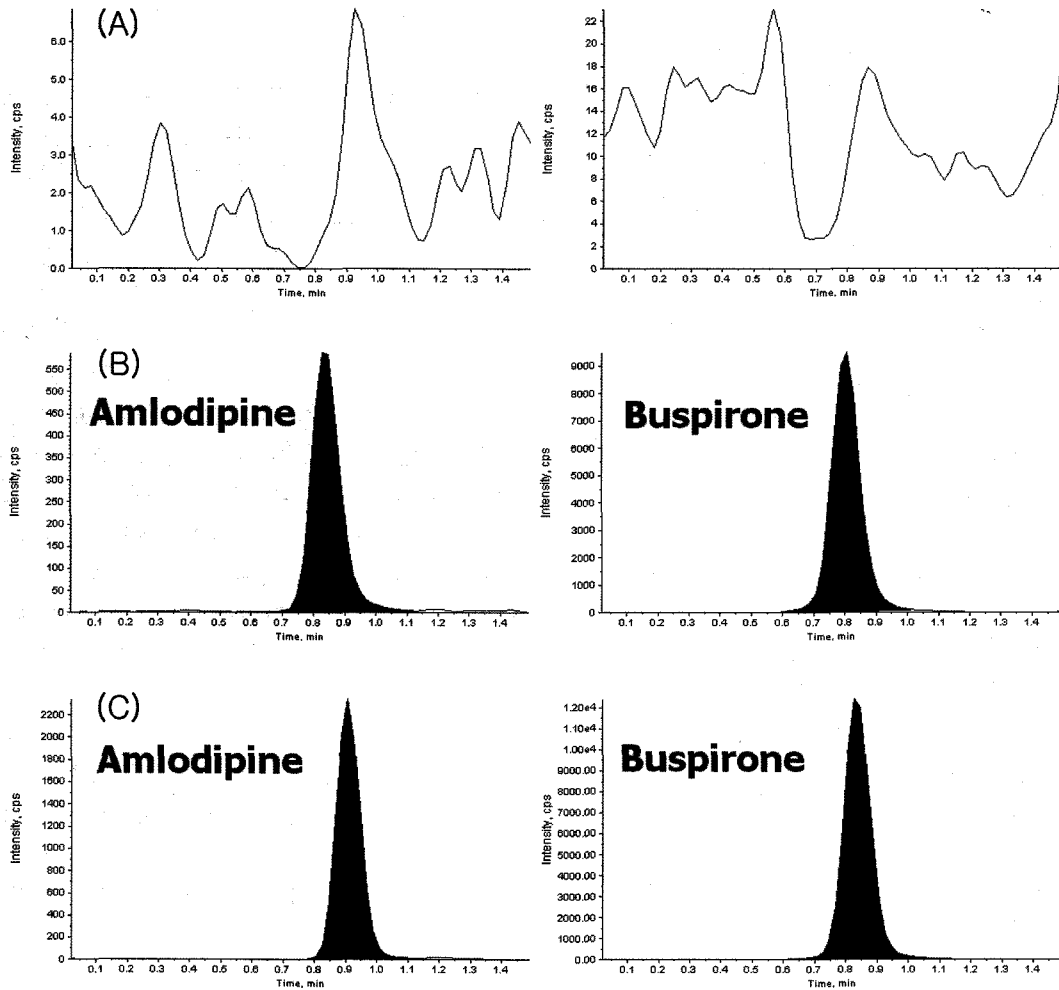 (A)
Intensity, cps
6.0
5.0
4.0
3.0
2.0
1.0
0.0
0.1 0.2 0.3 0.4 0.5 0.6 0.7 0.8 0.9 1.0 1.1 1.2 1.3 1.4
Time, min
Intensity, cps
22
20
18
16
14
12
10
8
6
4
2
0
0.1 0.2 0.3 0.4 0.5 0.6 0.7 0.8 0.9 1.0 1.1 1.2 1.3 1.4
Time, min
(B)
Amlodipine
Intensity, cps
550
500
450
400
350
300
250
200
150
100
50
0
0.1 0.2 0.3 0.4 0.5 0.6 0.7 0.8 0.9 1.0 1.1 1.2 1.3 1.4
Time, min
Buspirone
Intensity, cps
9000
8000
7000
6000
5000
4000
3000
2000
1000
0
0.1 0.2 0.3 0.4 0.5 0.6 0.7 0.8 0.9 1.0 1.1 1.2 1.3 1.4
Time, min
(C)
Amlodipine
Intensity, cps
2200
2000
1800
1600
1400
1200
1000
800
600
400
200
0
0.1 0.2 0.3 0.4 0.5 0.6 0.7 0.8 0.9 1.0 1.1 1.2 1.3 1.4
Time, min
Buspirone
Intensity, cps
1.20e4
1.10e4
1.00e4
9000.00
8000.00
7000.00
6000.00
5000.00
4000.00
3000.00
2000.00
1000.00
0.00
0.1 0.2 0.3 0.4 0.5 0.6 0.7 0.8 0.9 1.0 1.1 1.2 1.3 1.4
Time, min